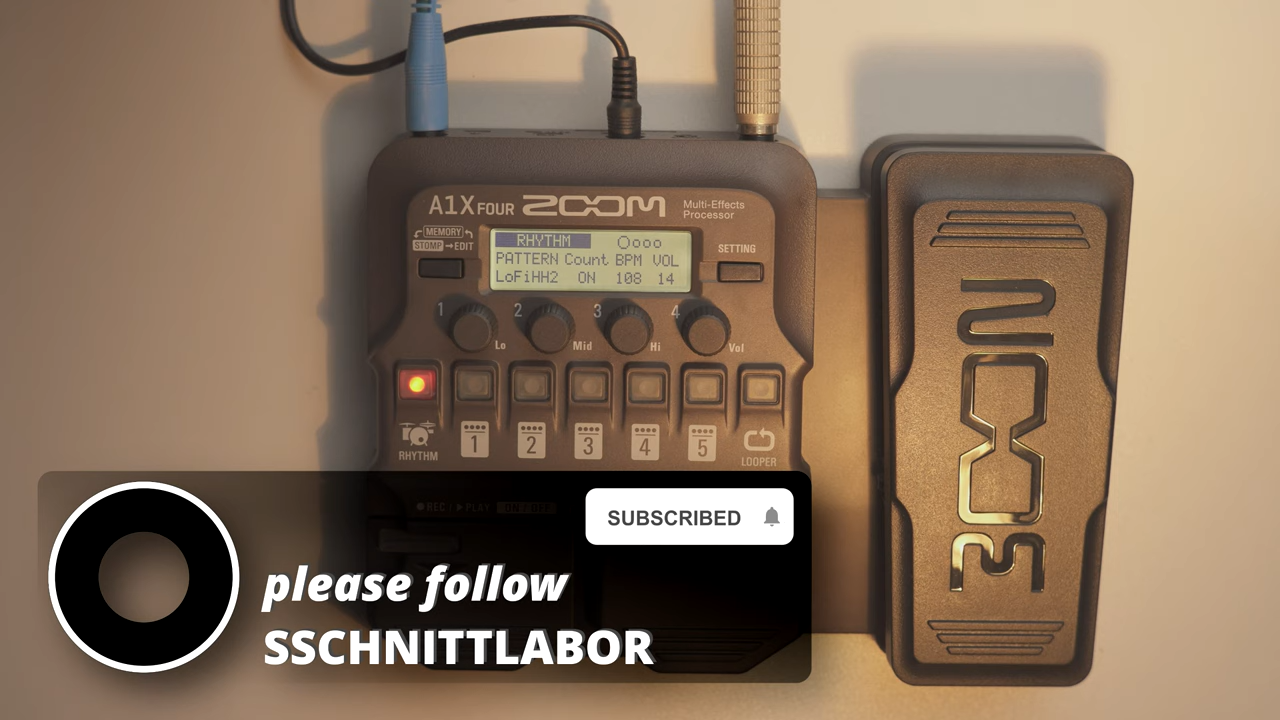 A1X FOUR ZOOM Multi-Effects
Processor
MEMORY
STOMP EDIT
SETTING
RHYTHM
PATTERN Count BPM VOL
LoFiHH2 ON 108 14
1 2 3 4
Lo Mid Hi Vol
1 2 3 4 5
RHYTHM LOOPER
REC / PLAY ON / OFF
ZOOM
SUBSCRIBED
please follow
SSCHNITTLABOR